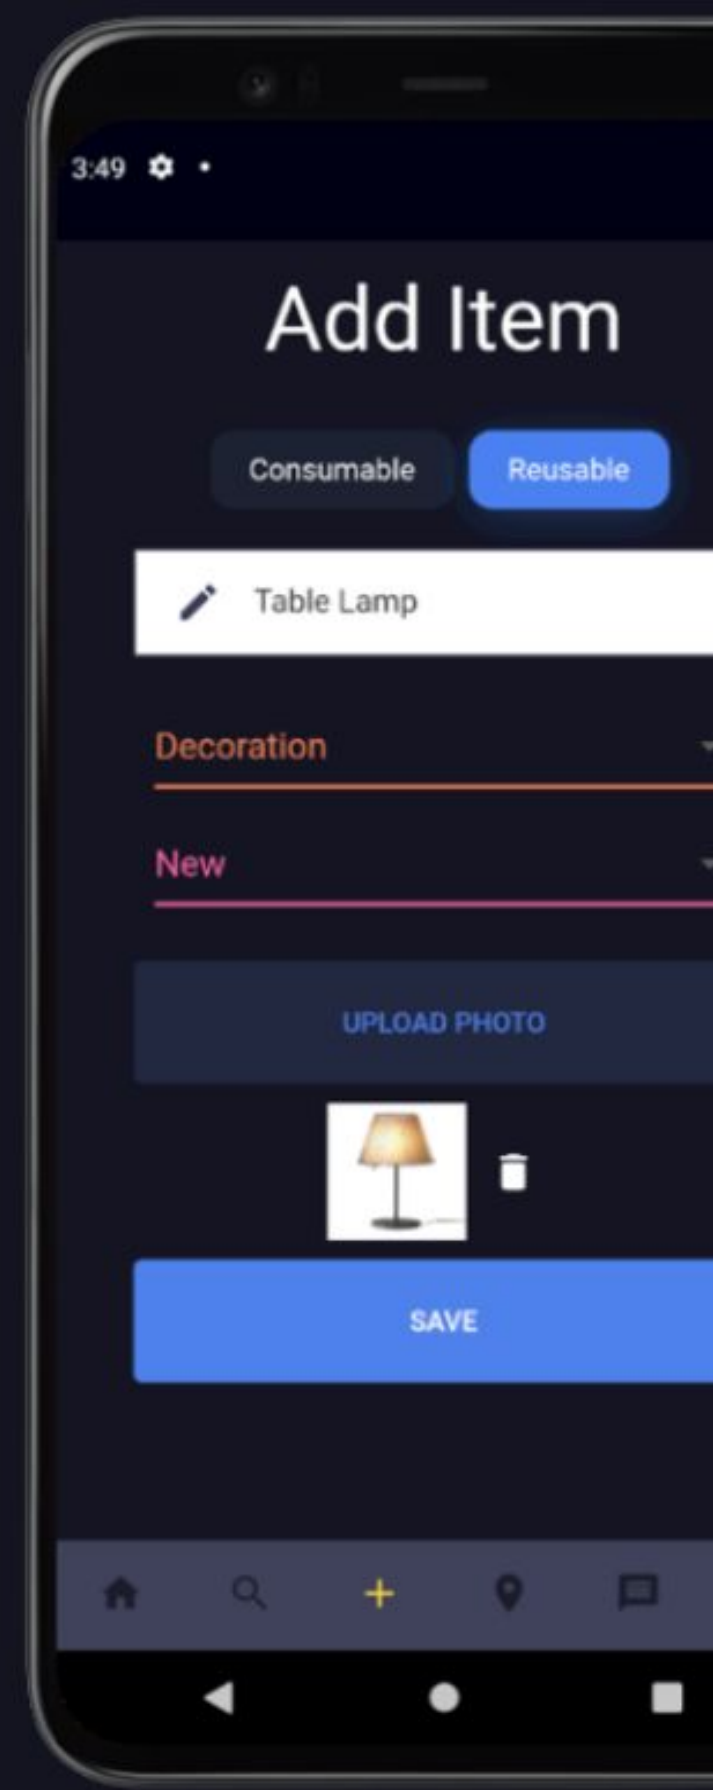 3:49
Add Item
Consumable Reusable
Table Lamp
Decoration
New
UPLOAD PHOTO
SAVE